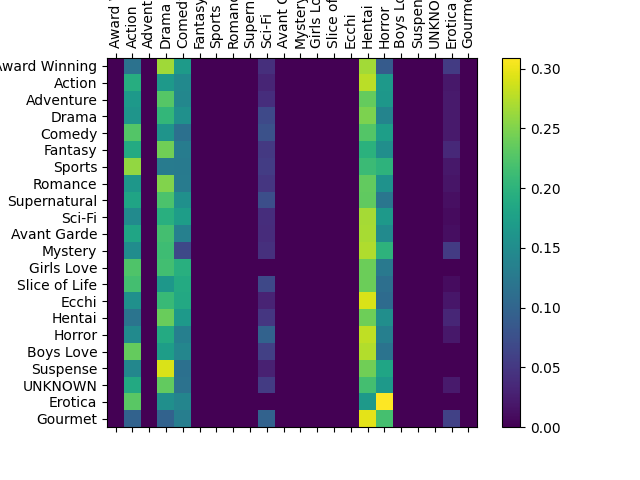 Award
Action
Advent
Drama
Comed
Fantasy
Sports
Romanc
Supern
Sci-Fi
Avant G
Mystery
Girls Lo
Slice of
Ecchi
Hentai
Horror
Boys Lo
Suspen
UNKNO
Erotica
Gourme
ward Winning
Action
Adventure
Drama
Comedy
Fantasy
Sports
Romance
Supernatural
Sci-Fi
Avant Garde
Mystery
Girls Love
Slice of Life
Ecchi
Hentai
Horror
Boys Love
Suspense
UNKNOWN
Erotica
Gourmet
0.30
0.25
0.20
0.15
0.10
0.05
0.00